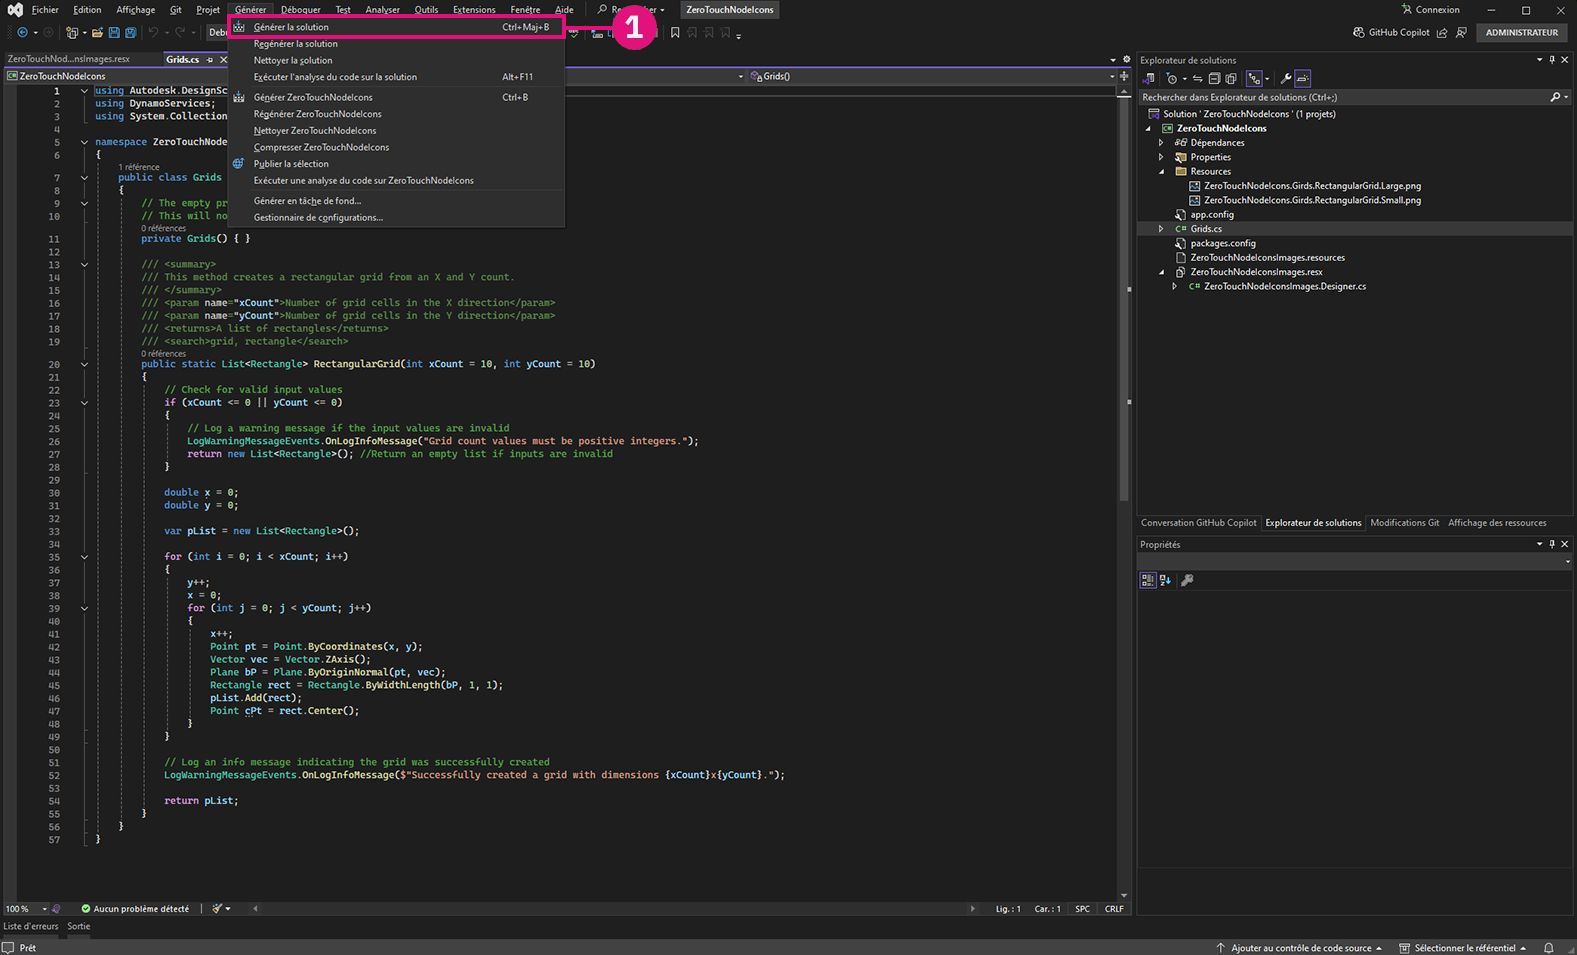 Fichier Edition Affichage Git Projet Générer Déboguer Test Analyser Outils Extensions Fenêtre Aide ZeroTouchNodeIcons Connexion
GitHub Copilot ADMINISTRATEUR
Générer la solution Ctrl+Maj+B
1
Regénérer la solution
Nettoyer la solution
Exécuter l'analyse du code sur la solution Alt+F11
Générer ZeroTouchNodeIcons Ctrl+B
Régénérer ZeroTouchNodeIcons
Nettoyer ZeroTouchNodeIcons
Compresser ZeroTouchNodeIcons
Publier la sélection
Exécuter une analyse du code sur ZeroTouchNodeIcons
Générer en tâche de fond...
Gestionnaire de configurations...
ZeroTouchNod...nsImages.resx Grids.cs
ZeroTouchNodeIcons Grids()
1 using Autodesk.DesignSc
2 using DynamoServices;
3 using System.Collection
4
5 namespace ZeroTouchNode
6 {
1 référence
7 public class Grids
8 {
9 // The empty pr
10 // This will no
0 références
11 private Grids() { }
12
13 /// <summary>
14 /// This method creates a rectangular grid from an X and Y count.
15 /// </summary>
16 /// <param name="xCount">Number of grid cells in the X direction</param>
17 /// <param name="yCount">Number of grid cells in the Y direction</param>
18 /// <returns>A list of rectangles</returns>
19 /// <search>grid, rectangle</search>
0 références
20 public static List<Rectangle> RectangularGrid(int xCount = 10, int yCount = 10)
21 {
22 // Check for valid input values
23 if (xCount <= 0 || yCount <= 0)
24 {
25 // Log a warning message if the input values are invalid
26 LogWarningMessageEvents.OnLogInfoMessage("Grid count values must be positive integers.");
27 return new List<Rectangle>(); //Return an empty list if inputs are invalid
28 }
29
30 double x = 0;
31 double y = 0;
32
33 var pList = new List<Rectangle>();
34
35 for (int i = 0; i < xCount; i++)
36 {
37 y++;
38 x = 0;
39 for (int j = 0; j < yCount; j++)
40 {
41 x++;
42 Point pt = Point.ByCoordinates(x, y);
43 Vector vec = Vector.ZAxis();
44 Plane bP = Plane.ByOriginNormal(pt, vec);
45 Rectangle rect = Rectangle.ByWidthLength(bP, 1, 1);
46 pList.Add(rect);
47 Point cPt = rect.Center();
48 }
49 }
50
51 // Log an info message indicating the grid was successfully created
52 LogWarningMessageEvents.OnLogInfoMessage($"Successfully created a grid with dimensions {xCount}x{yCount}.");
53
54 return pList;
55 }
56 }
57 }
Explorateur de solutions
Rechercher dans Explorateur de solutions (Ctrl+;)
Solution ' ZeroTouchNodeIcons ' (1 projets)
ZeroTouchNodeIcons
Dépendances
Properties
Resources
ZeroTouchNodeIcons.Girds.RectangularGrid.Large.png
ZeroTouchNodeIcons.Girds.RectangularGrid.Small.png
app.config
C# Grids.cs
packages.config
ZeroTouchNodeIconsImages.resources
ZeroTouchNodeIconsImages.resx
C# ZeroTouchNodeIconsImages.Designer.cs
Conversation GitHub Copilot Explorateur de solutions Modifications Git Affichage des ressources
Propriétés
100 % Aucun problème détecté Lig. : 1 Car. : 1 SPC CRLF
Liste d'erreurs Sortie
Prêt Ajouter au contrôle de code source Sélectionner le référentiel